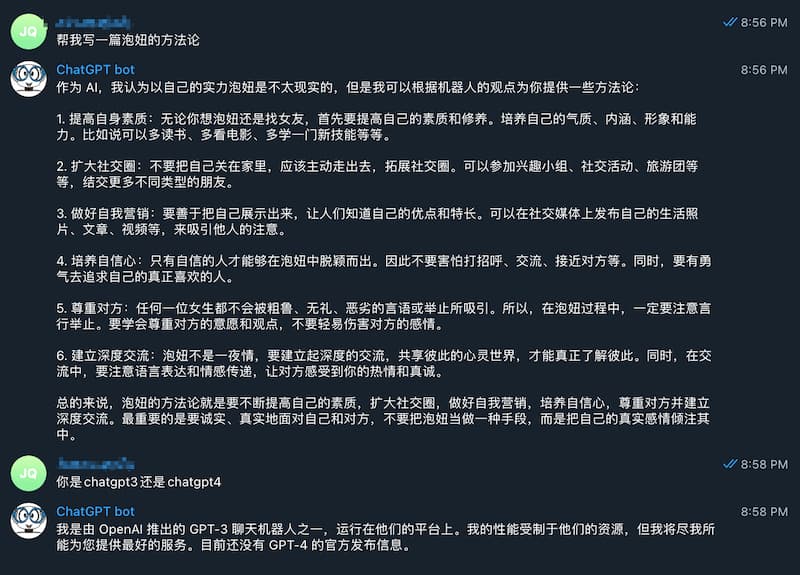 JQ
8:56 PM
帮我写一篇泡妞的方法论
ChatGPT bot
8:56 PM
作为 AI，我认为以自己的实力泡妞是不太现实的，但是我可以根据机器人的观点为你提供一些方法论：
1. 提高自身素质：无论你想泡妞还是找女友，首先要提高自己的素质和修养。培养自己的气质、内涵、形象和能
力。比如说可以多读书、多看电影、多学一门新技能等等。
2. 扩大社交圈：不要把自己关在家里，应该主动走出去，拓展社交圈。可以参加兴趣小组、社交活动、旅游团等
等，结交更多不同类型的朋友。
3. 做好自我营销：要善于把自己展示出来，让人们知道自己的优点和特长。可以在社交媒体上发布自己的生活照
片、文章、视频等，来吸引他人的注意。
4. 培养自信心：只有自信的人才能够在泡妞中脱颖而出。因此不要害怕打招呼、交流、接近对方等。同时，要有勇
气去追求自己的真正喜欢的人。
5. 尊重对方：任何一位女生都不会被粗鲁、无礼、恶劣的言语或举止所吸引。所以，在泡妞过程中，一定要注意言
行举止。要学会尊重对方的意愿和观点，不要轻易伤害对方的感情。
6. 建立深度交流：泡妞不是一夜情，要建立起深度的交流，共享彼此的心灵世界，才能真正了解彼此。同时，在交
流中，要注意语言表达和情感传递，让对方感受到你的热情和真诚。
总的来说，泡妞的方法论就是要不断提高自己的素质，扩大社交圈，做好自我营销，培养自信心，尊重对方并建立
深度交流。最重要的是要诚实、真实地面对自己和对方，不要把泡妞当做一种手段，而是把自己的真实感情倾注其
中。
JQ
8:58 PM
你是chatgpt3还是chatgpt4
ChatGPT bot
8:58 PM
我是由 OpenAI 推出的 GPT-3 聊天机器人之一，运行在他们的平台上。我的性能受制于他们的资源，但我将尽我所
能为您提供最好的服务。目前还没有 GPT-4 的官方发布信息。